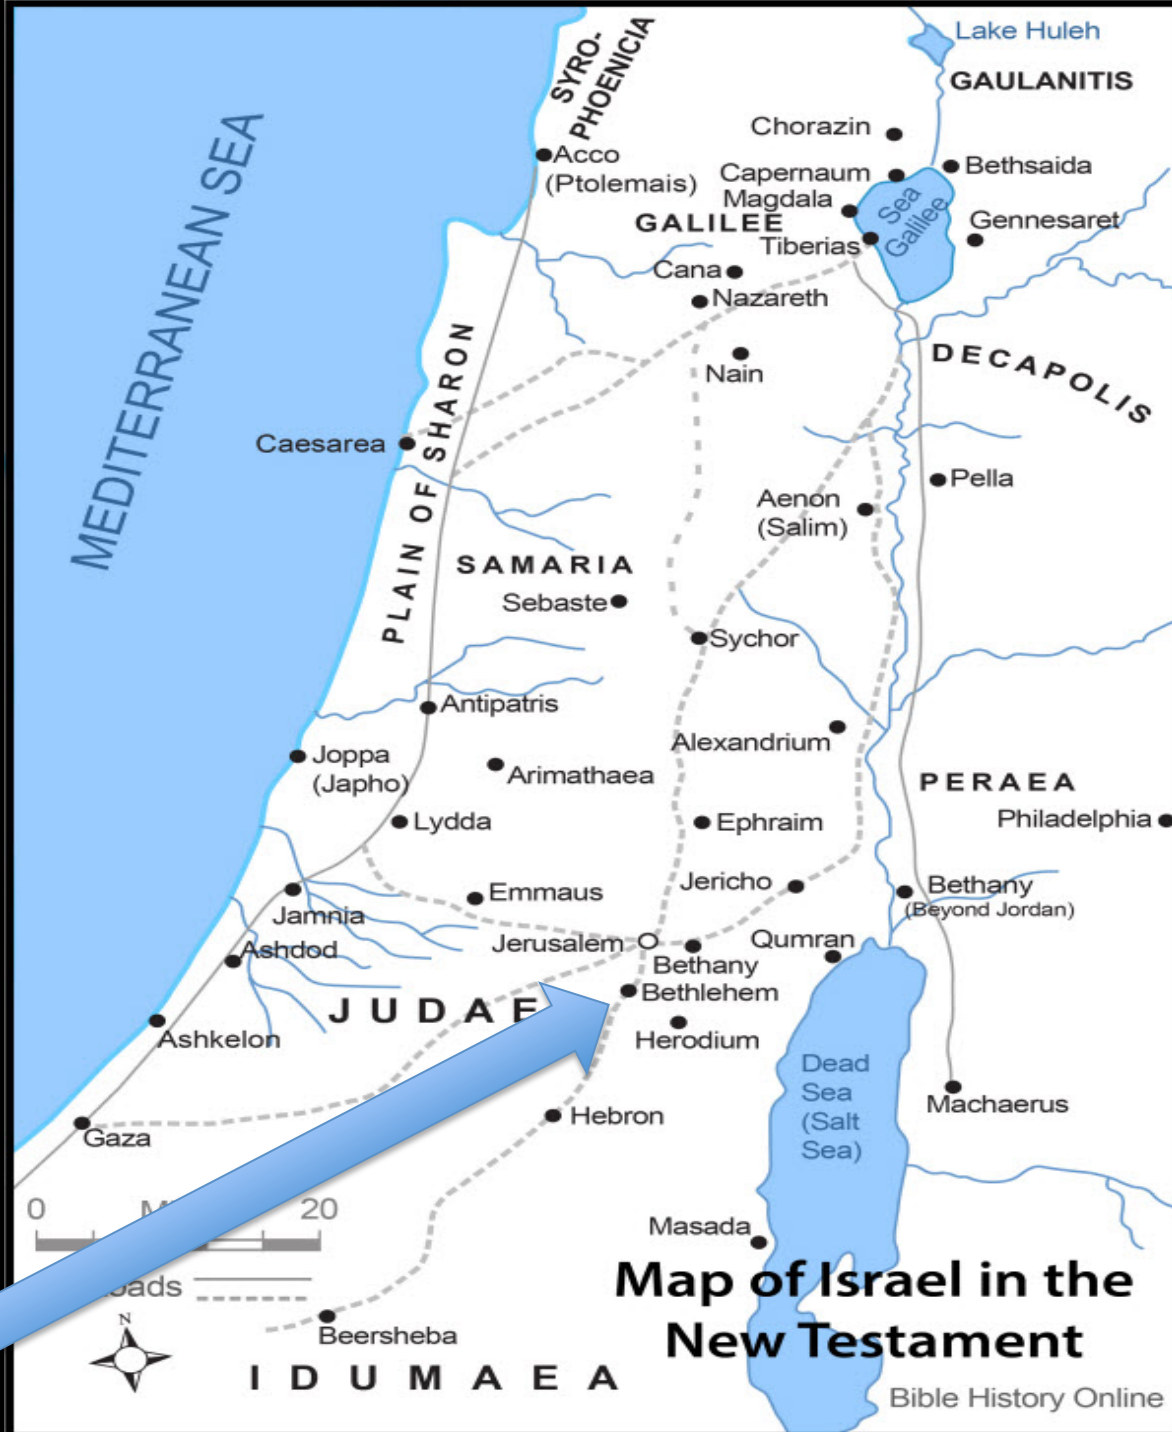 Lake Huleh
SYRO-
PHOENICIA
GAULANITIS
MEDITERRANEAN SEA
Chorazin
Acco
(Ptolemais)
Capernaum
Bethsaida
Magdala
Sea
Galilee
GALILEE
Gennesaret
Tiberias
Cana
Nazareth
DECAPOLIS
Nain
PLAIN OF SHARON
Caesarea
Pella
Aenon
(Salim)
SAMARIA
Sebaste
Sychor
Antipatris
Alexandrium
Joppa
(Japho)
Arimathaea
PERAEA
Lydda
Ephraim
Philadelphia
Jericho
Emmaus
Bethany
(Beyond Jordan)
Jamnia
Jerusalem
Qumran
Ashdod
Bethany
Bethlehem
JUDAE
Ashkelon
Herodium
Dead
Sea
(Salt
Sea)
Machaerus
Hebron
Gaza
0
20
Masada
Map of Israel in the
New Testament
N
Beersheba
IDUMAEA
Bible History Online